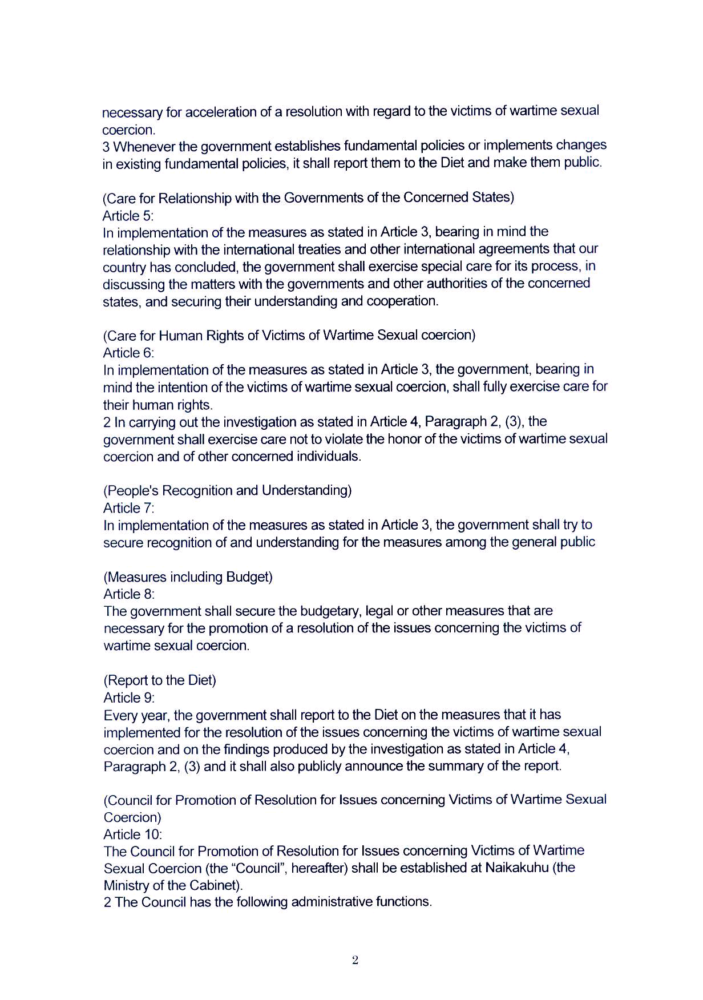 necessary for acceleration of a resolution with regard to the victims of wartime sexual
coercion.
3 Whenever the government establishes fundamental policies or implements changes
in existing fundamental policies, it shall report them to the Diet and make them public.
(Care for Relationship with the Governments of the Concerned States)
Article 5:
In implementation of the measures as stated in Article 3, bearing in mind the
relationship with the international treaties and other international agreements that our
country has concluded, the government shall exercise special care for its process, in
discussing the matters with the governments and other authorities of the concerned
states, and securing their understanding and cooperation.
(Care for Human Rights of Victims of Wartime Sexual coercion)
Article 6:
In implementation of the measures as stated in Article 3, the government, bearing in
mind the intention of the victims of wartime sexual coercion, shall fully exercise care for
their human rights.
2 In carrying out the investigation as stated in Article 4, Paragraph 2, (3), the
government shall exercise care not to violate the honor of the victims of wartime sexual
coercion and of other concerned individuals.
(People's Recognition and Understanding)
Article 7:
In implementation of the measures as stated in Article 3, the government shall try to
secure recognition of and understanding for the measures among the general public
(Measures including Budget)
Article 8:
The government shall secure the budgetary, legal or other measures that are
necessary for the promotion of a resolution of the issues concerning the victims of
wartime sexual coercion.
(Report to the Diet)
Article 9:
Every year, the government shall report to the Diet on the measures that it has
implemented for the resolution of the issues concerning the victims of wartime sexual
coercion and on the findings produced by the investigation as stated in Article 4,
Paragraph 2, (3) and it shall also publicly announce the summary of the report.
(Council for Promotion of Resolution for Issues concerning Victims of Wartime Sexual
Coercion)
Article 10:
The Council for Promotion of Resolution for Issues concerning Victims of Wartime
Sexual Coercion (the “Council”, hereafter) shall be established at Naikakuhu (the
Ministry of the Cabinet).
2 The Council has the following administrative functions.
2